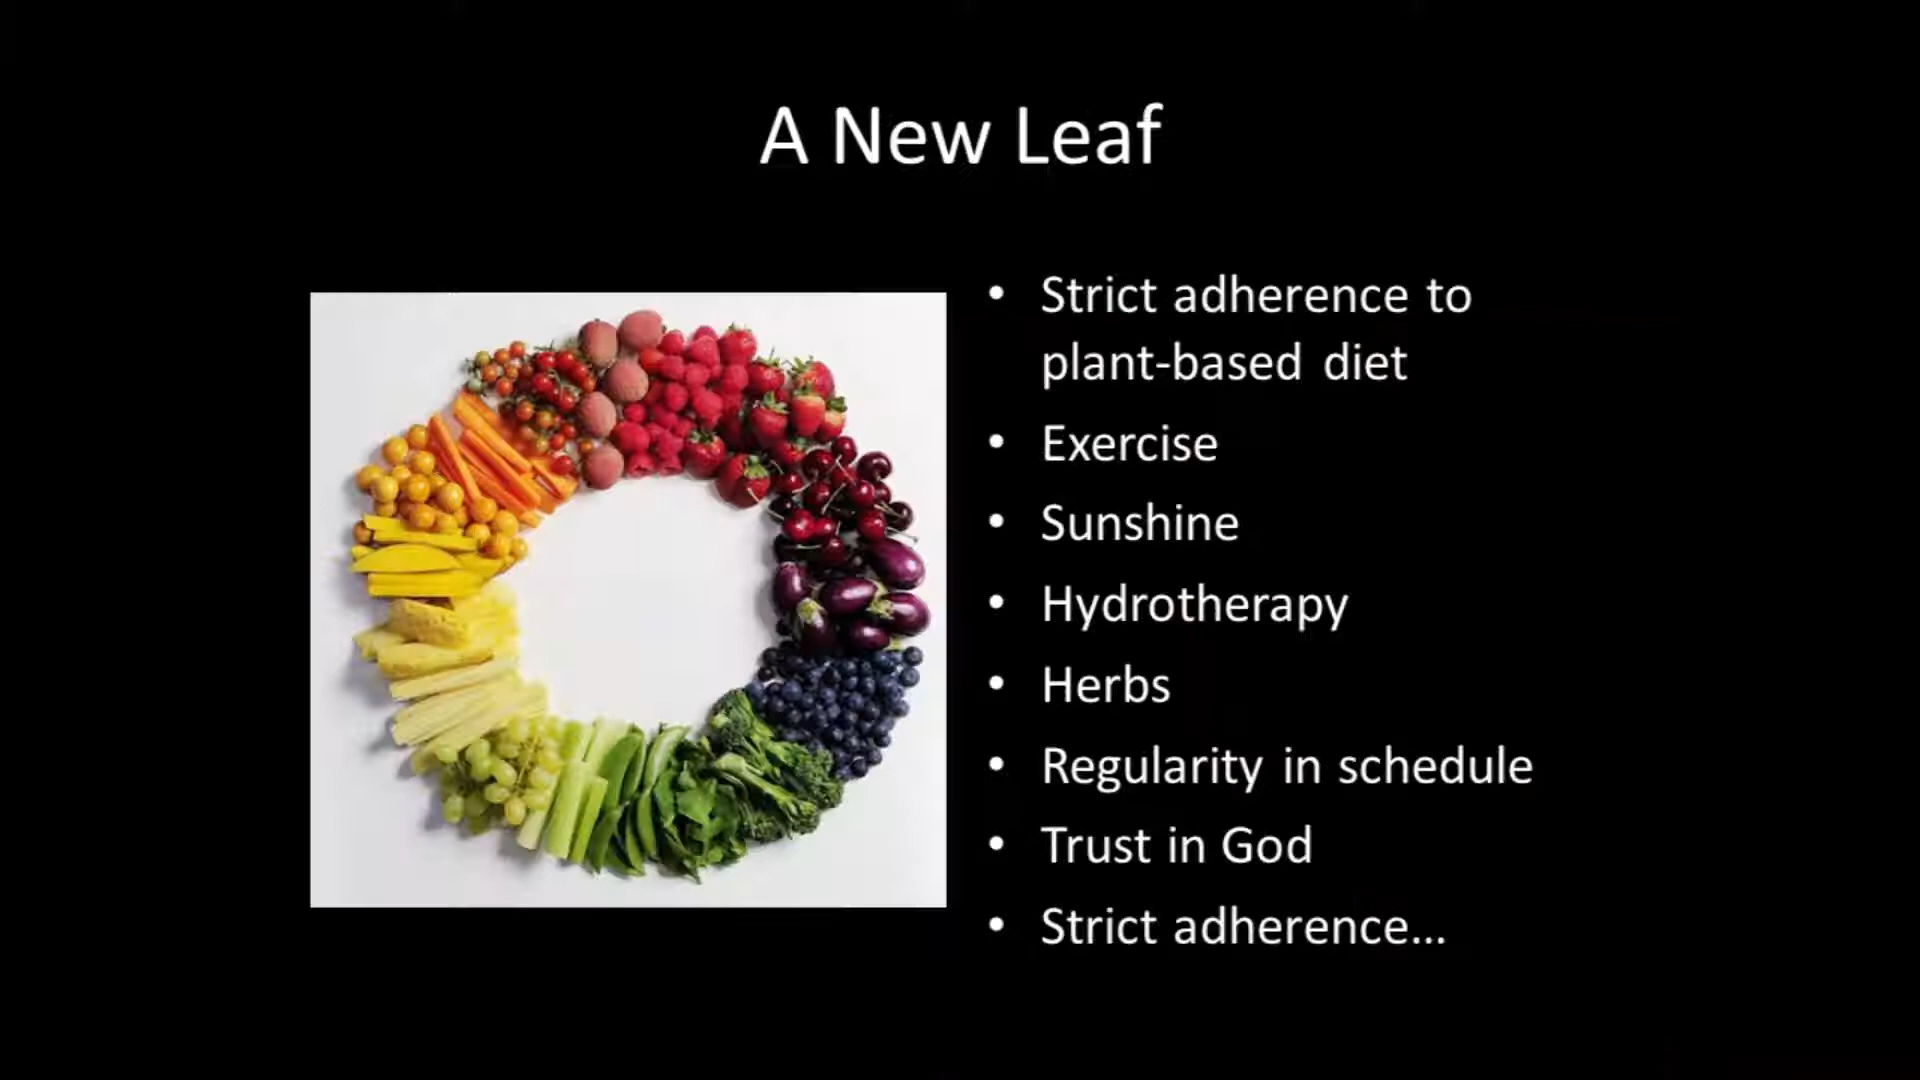 A New Leaf
• Strict adherence to
plant-based diet
• Exercise
• Sunshine
• Hydrotherapy
• Herbs
• Regularity in schedule
• Trust in God
• Strict adherence...